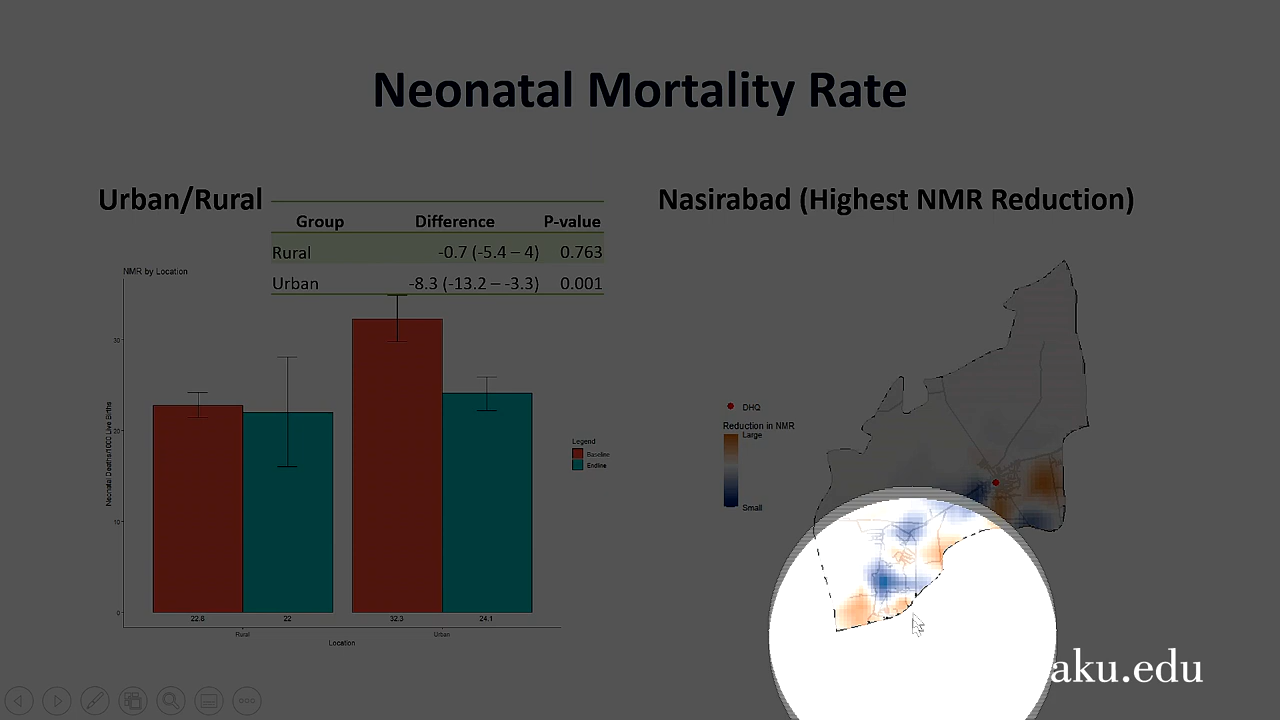 Neonatal Mortality Rate
Urban/Rural
Group Difference P-value
Rural -0.7 (-5.4 – 4) 0.763
Urban -8.3 (-13.2 – -3.3) 0.001
NMR by Location
Neonatal Deaths/1000 Live Births
30
20
10
0
22.8 22 32.3 24.1
Rural Urban
Location
Legend
Baseline
Endline
Nasirabad (Highest NMR Reduction)
DHQ
Reduction in NMR
Large
Small
aku.edu